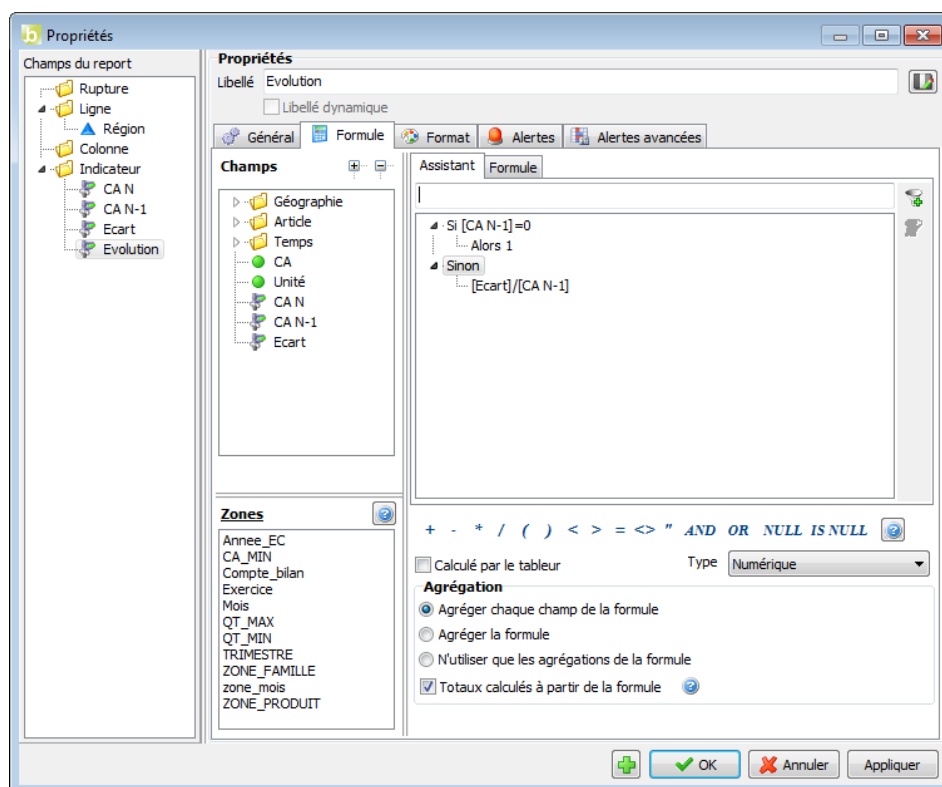 Propriétés
Champs du report
Rupture
Ligne
Région
Colonne
Indicateur
CA N
CA N-1
Ecart
Evolution
Propriétés
Libellé Evolution
Libellé dynamique
Général Formule Format Alertes Alertes avancées
Champs
Géographie
Article
Temps
CA
Unité
CA N
CA N-1
Ecart
Zones
Annee_EC
CA_MIN
Compte_bilan
Exercice
Mois
QT_MAX
QT_MIN
TRIMESTRE
ZONE_FAMILLE
zone_mois
ZONE_PRODUIT
Assistant Formule
Si [CA N-1]=0
Alors 1
Sinon
[Ecart]/[CA N-1]
+ - * / ( ) < > = <> " AND OR NULL IS NULL
Calculé par le tableur Type Numérique
Agrégation
Agréger chaque champ de la formule
Agréger la formule
N'utiliser que les agrégations de la formule
Totaux calculés à partir de la formule
OK Annuler Appliquer